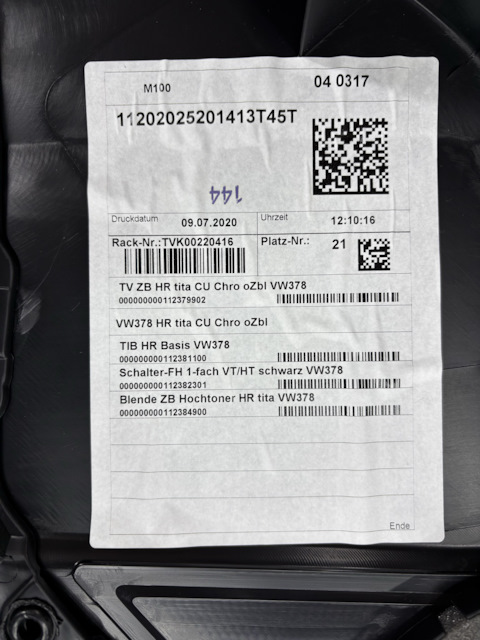 M100
04 0317
11202025201413T45T
144
Druckdatum 09.07.2020 Uhrzeit 12:10:16
Rack-Nr.:TVK00220416 Platz-Nr.: 21
TV ZB HR tita CU Chro oZbl VW378
000000000112379902
VW378 HR tita CU Chro oZbl
TIB HR Basis VW378
000000000112381100
Schalter-FH 1-fach VT/HT schwarz VW378
000000000112382301
Blende ZB Hochtoner HR tita VW378
000000000112384900
Ende